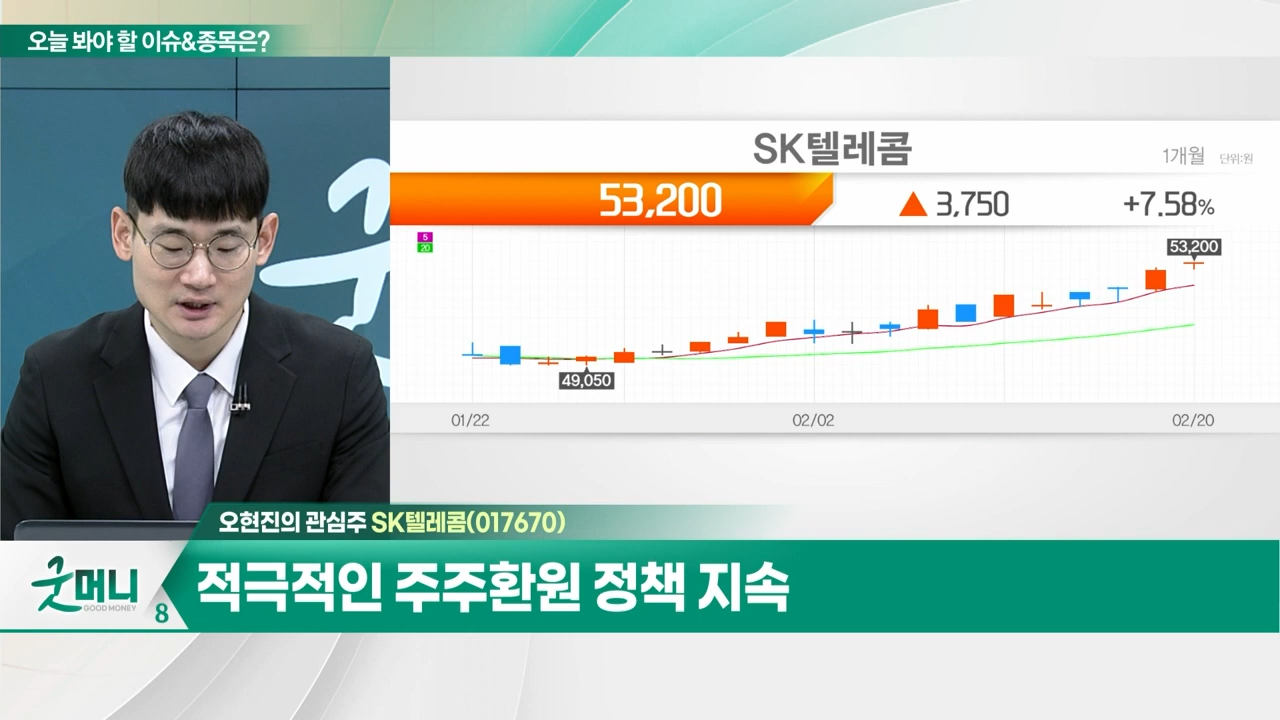 오늘 봐야 할 이슈&종목은?
SK텔레콤
1개월 단위:원
53,200 ▲ 3,750 +7.58%
5
20
53,200
49,050
01/22 02/02 02/20
오현진의 관심주 SK텔레콤(017670)
굿머니
GOOD MONEY
8
적극적인 주주환원 정책 지속